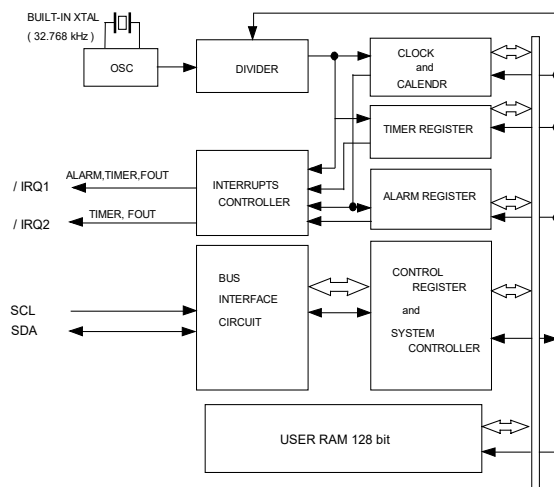 BUILT-IN XTAL
( 32.768 kHz )
OSC
DIVIDER
CLOCK
and
CALENDR
TIMER REGISTER
/ IRQ1
ALARM,TIMER,FOUT
INTERRUPTS
CONTROLLER
ALARM REGISTER
/ IRQ2
TIMER, FOUT
BUS
INTERFACE
CIRCUIT
CONTROL
REGISTER
and
SYSTEM
CONTROLLER
SCL
SDA
USER RAM 128 bit